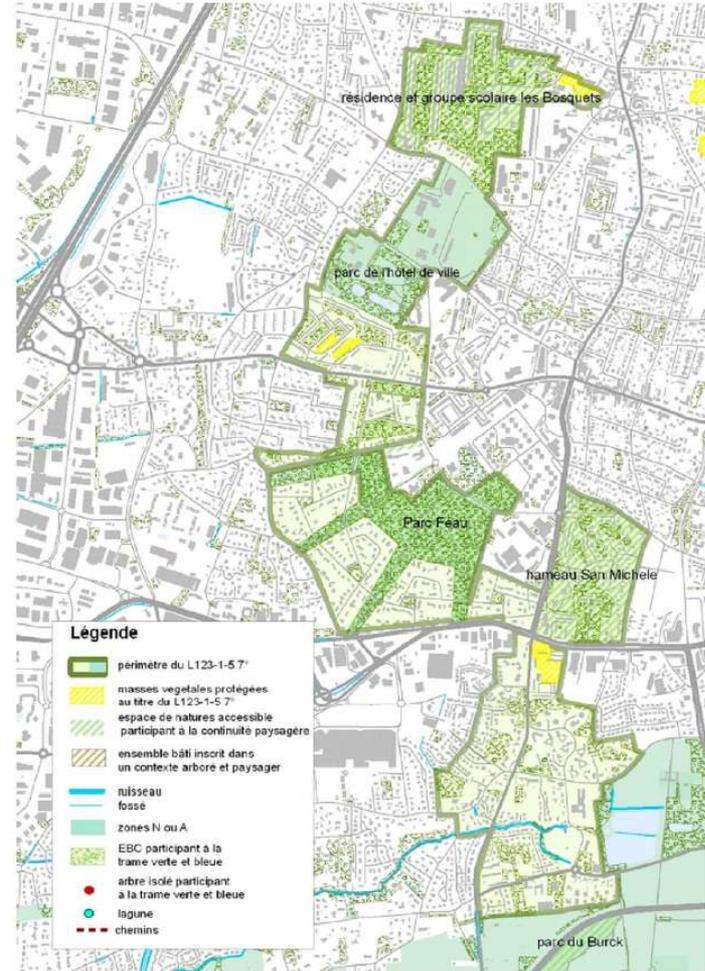 résidence et groupe scolaire les Bosquets
parc de l'hôtel de ville
Parc Feau
hameau San Michele
Légende
périmètre du L123-1-5 7°
masses vegetales protégées
au titre du L123-1-5 7°
espace de natures accessible
participant à la continuité paysagère
ensemble bâti inscrit dans
un contexte arboré et paysager
ruisseau
fossé
zones N ou A
EBC participant à la
trame verte et bleue
arbre isolé participant
à la trame verte et bleue
lagune
chemins
parc du Burck